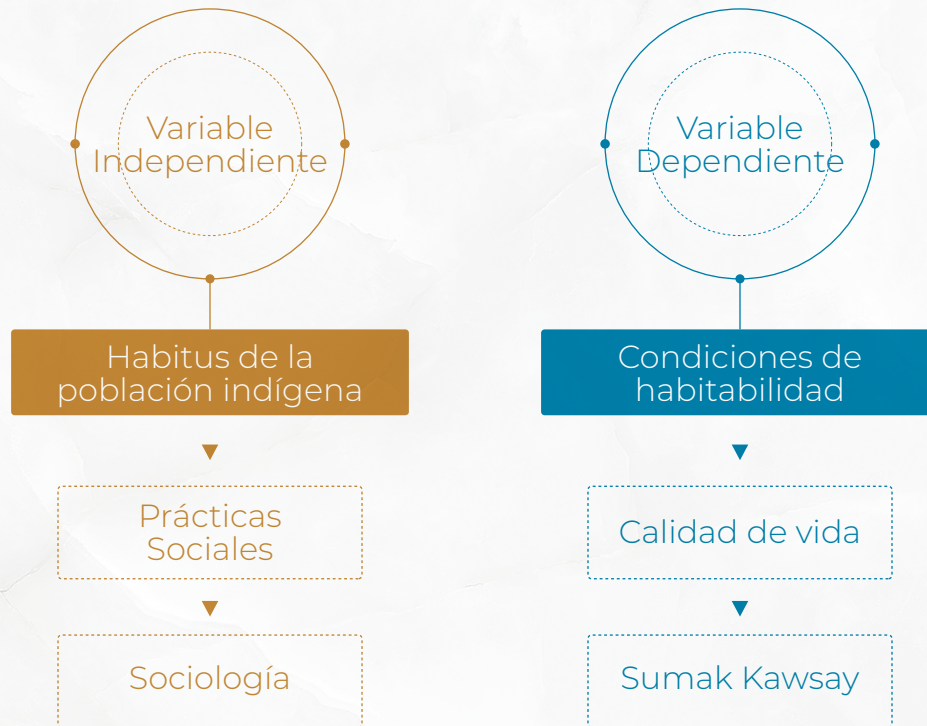 Variable
Independiente
Habitus de la
población indígena
Prácticas
Sociales
Sociología
Variable
Dependiente
Condiciones de
habitabilidad
Calidad de vida
Sumak Kawsay